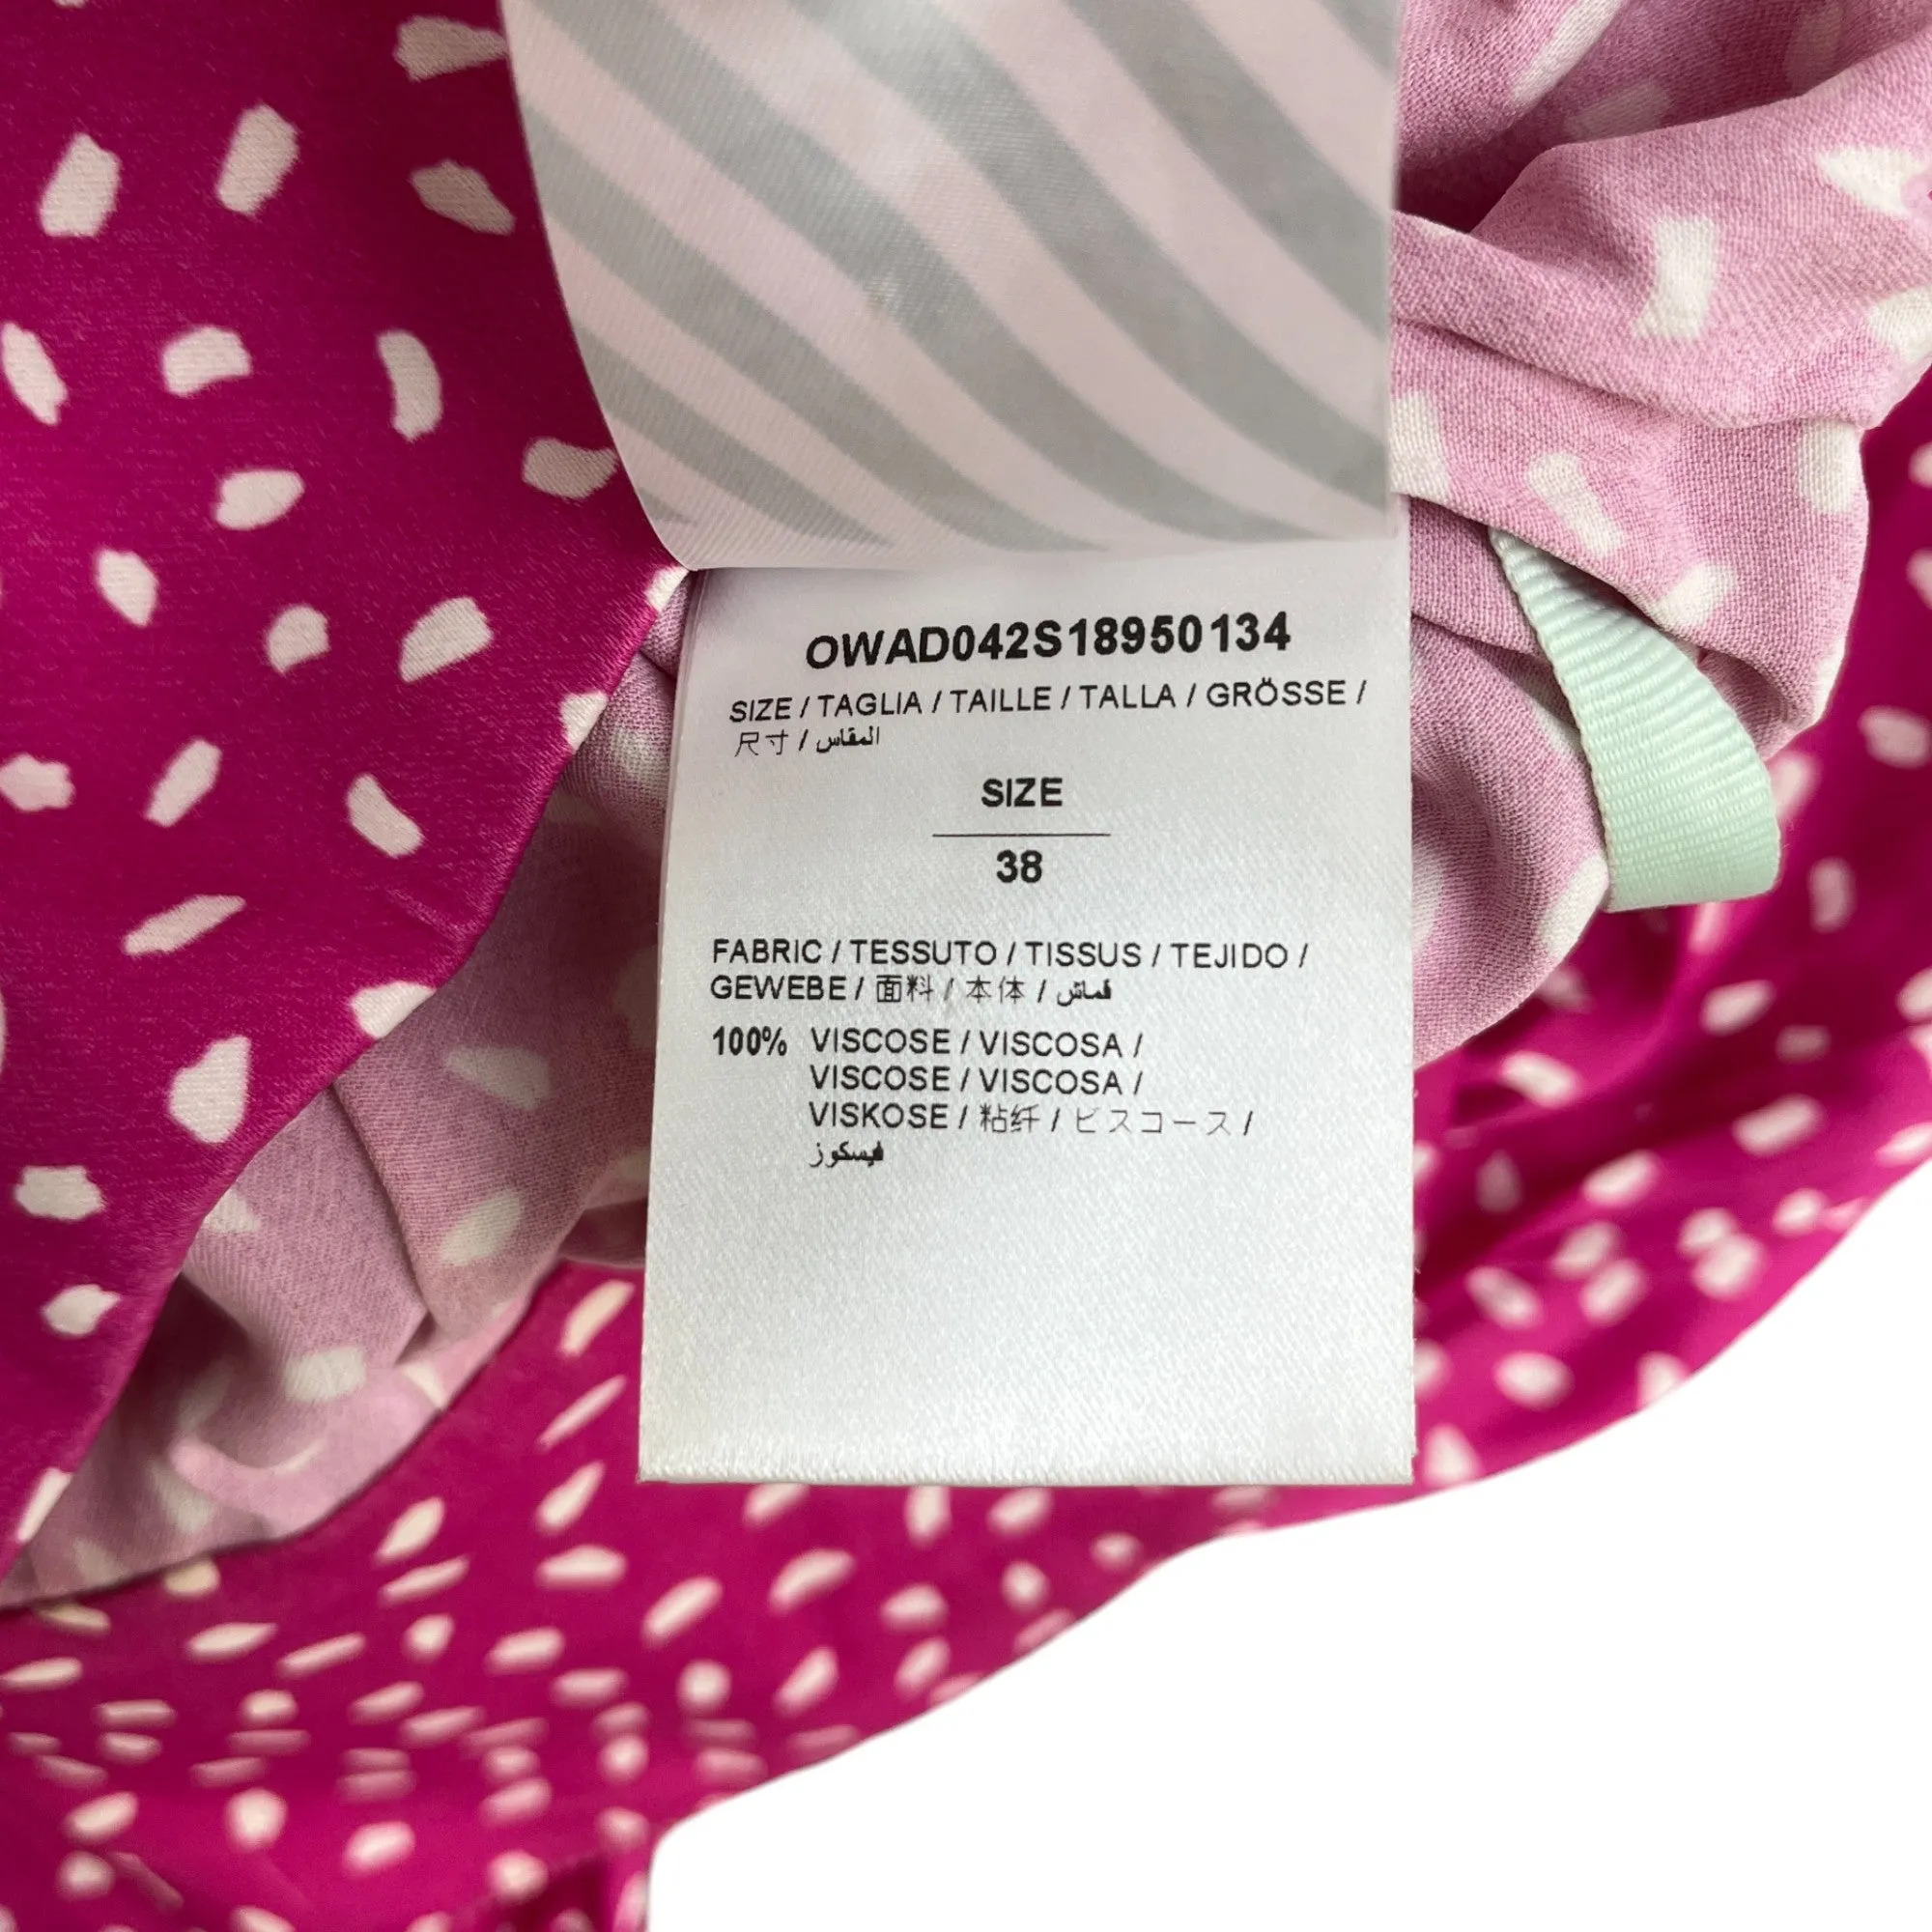 OWAD042S18950134
SIZE / TAGLIA / TAILLE / TALLA / GRÖSSE /
尺寸 / المقاس
SIZE
38
FABRIC / TESSUTO / TISSUS / TEJIDO /
GEWEBE / 面料 / 本体 / قماش
100% VISCOSE / VISCOSA /
VISCOSE / VISCOSA /
VISKOSE / 粘纤 / ビスコース /
فيسكوز